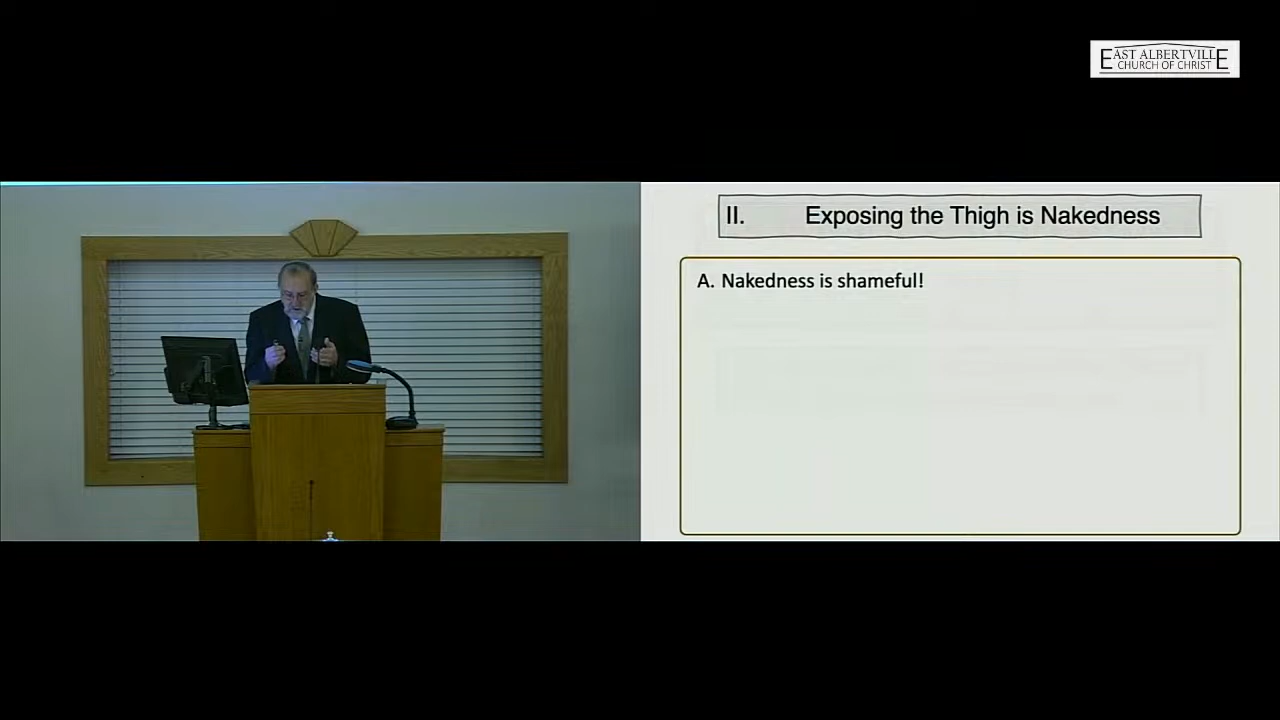 EAST ALBERTVILLE
CHURCH OF CHRIST
II. Exposing the Thigh is Nakedness
A. Nakedness is shameful!